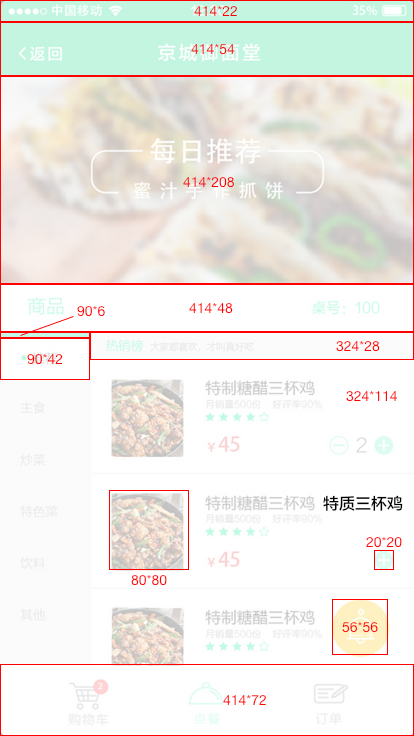 中国移动 414*22 35%
返回 京城御面堂
414*54
每日推荐
蜜汁手作抓饼
414*208
商品 414*48 桌号：100
90*6
热销榜 大家都喜欢，才叫真好吃 324*28
90*42
主食
炒菜
特色菜
饮料
其他
特制糖醋三杯鸡
月销量500份 好评率90%
324*114
¥45 2
特制糖醋三杯鸡 特质三杯鸡
月销量500份 好评率90%
¥45
20*20
80*80
特制糖醋三杯鸡
月销量500份 好评率90%
¥45
56*56
2
购物车 点餐 订单
414*72